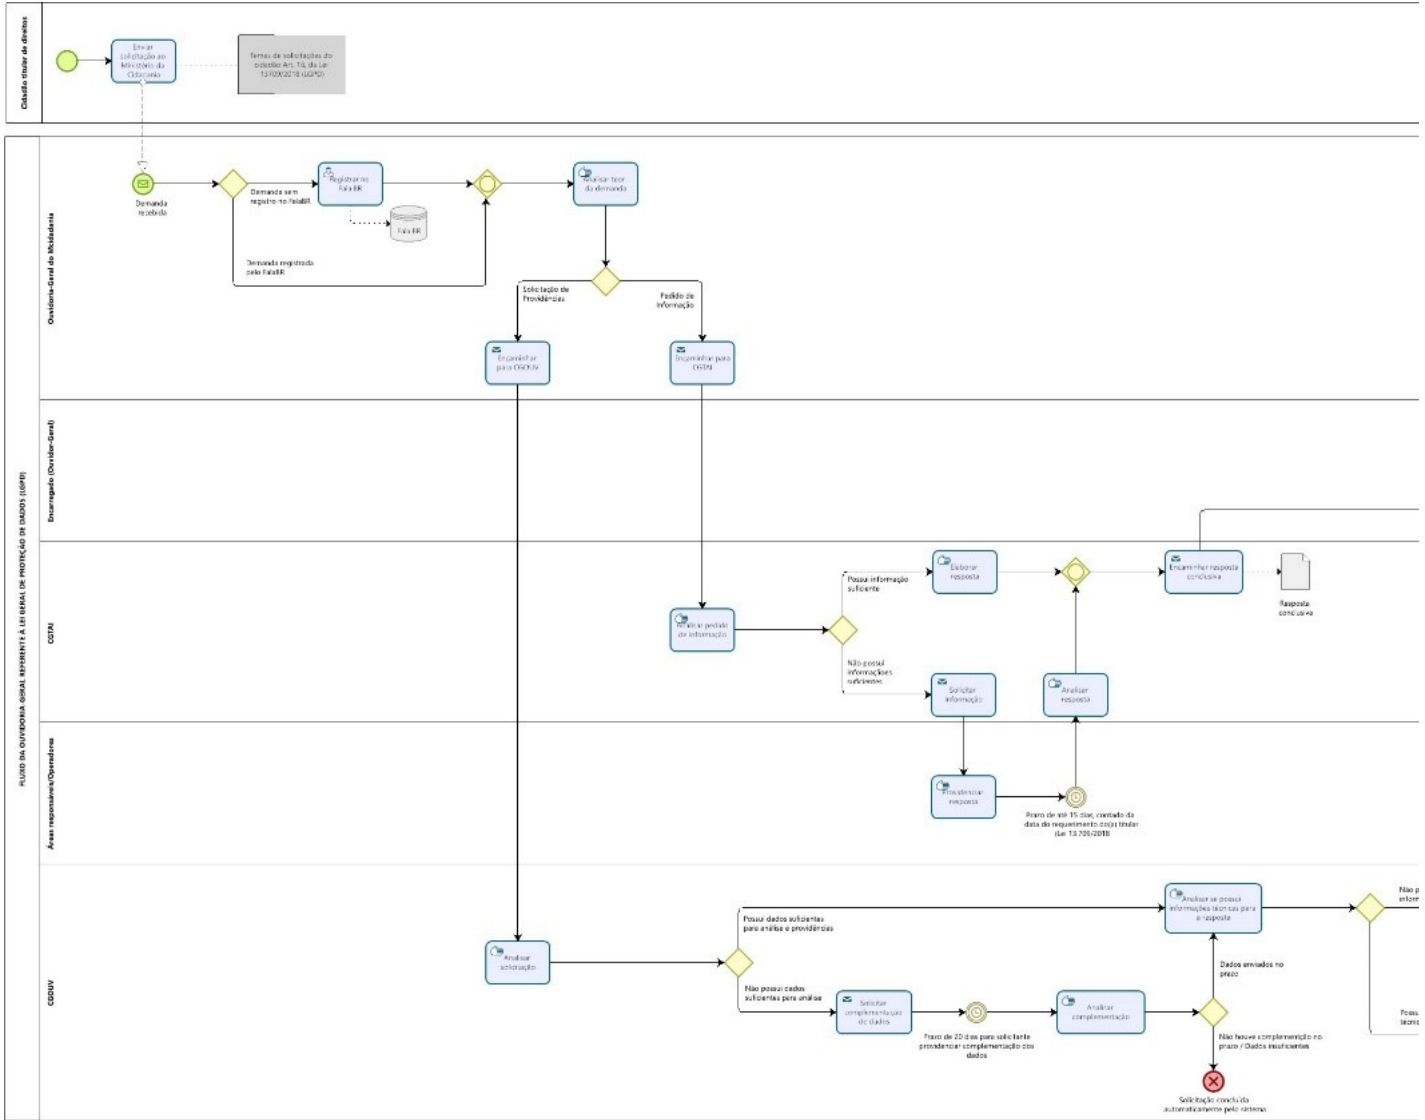 Cidadão titular de direitos
Enviar
solicitação ao
Ministério da
Cidadania
Temas de solicitações do
cidadão Art. 18, da Lei
13709/2018 (LGPD)
FLUXO DA OUVIDORIA-GERAL REFERENTE À LEI GERAL DE PROTEÇÃO DE DADOS (LGPD)
Ouvidoria-Geral do Mcidadania
Demanda
recebida
Demanda sem
registro no FalaBR
Registrar no
Fala BR
Fala BR
Demanda registrada
pelo FalaBR
Analisar teor
da demanda
Solicitação de
Providências
Pedido de
Informação
Encaminhar
para CGOUV
Encaminhar para
CGTAI
Encarregado (Ouvidor-Geral)
CGTAI
Analisar pedido
de informação
Possui informação
suficiente
Elaborar
resposta
Encaminhar resposta
conclusiva
Resposta
conclusiva
Não possui
informações
suficientes
Solicitar
informação
Analisar
resposta
Áreas responsáveis/Operadores
Providenciar
resposta
Prazo de até 15 dias, contado da
data do requerimento do(a) titular
(Lei 13.709/2018
CGOUV
Analisar
solicitação
Possui dados suficientes
para análise e providências
Não possui dados
suficientes para análise
Solicitar
complementação
de dados
Prazo de 20 dias para solicitante
providenciar complementação dos
dados
Analisar
complementação
Analisar se possui
informações técnicas para
a resposta
Dados enviados no
prazo
Não houve complementção no
prazo / Dados insuficientes
Solicitação concluída
automaticamente pelo sistema
Não p
inform
Possu
técnic